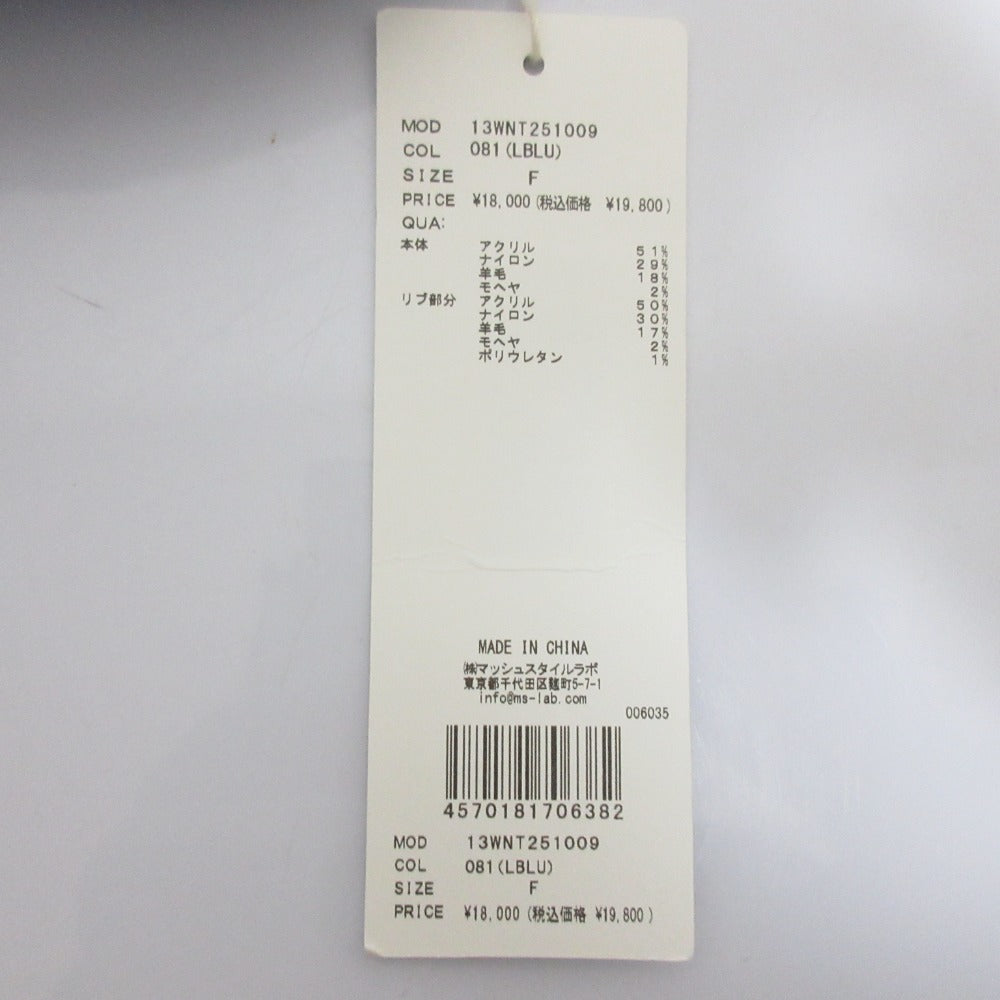 MOD 13WNT251009
COL 081(LBLU)
SIZE F
PRICE ¥18,000(税込価格 ¥19,800)
QUA:
本体 アクリル 51%
ナイロン 29%
羊毛 18%
モヘヤ 2%
リブ部分 アクリル 50%
ナイロン 30%
羊毛 17%
モヘヤ 2%
ポリウレタン 1%
MADE IN CHINA
㈱マッシュスタイルラボ
東京都千代田区麹町5-7-1
info@ms-lab.com
006035
4570181706382
MOD 13WNT251009
COL 081(LBLU)
SIZE F
PRICE ¥18,000(税込価格 ¥19,800)